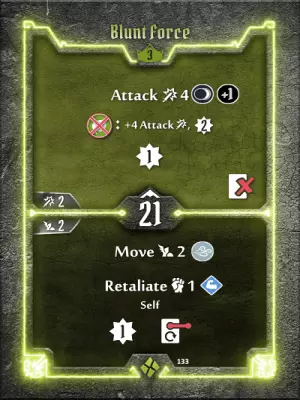 Blunt Force
3
Attack 4 +1
: +4 Attack , 2
1
2
21
2
Move 2
Retaliate 1
Self
1
133